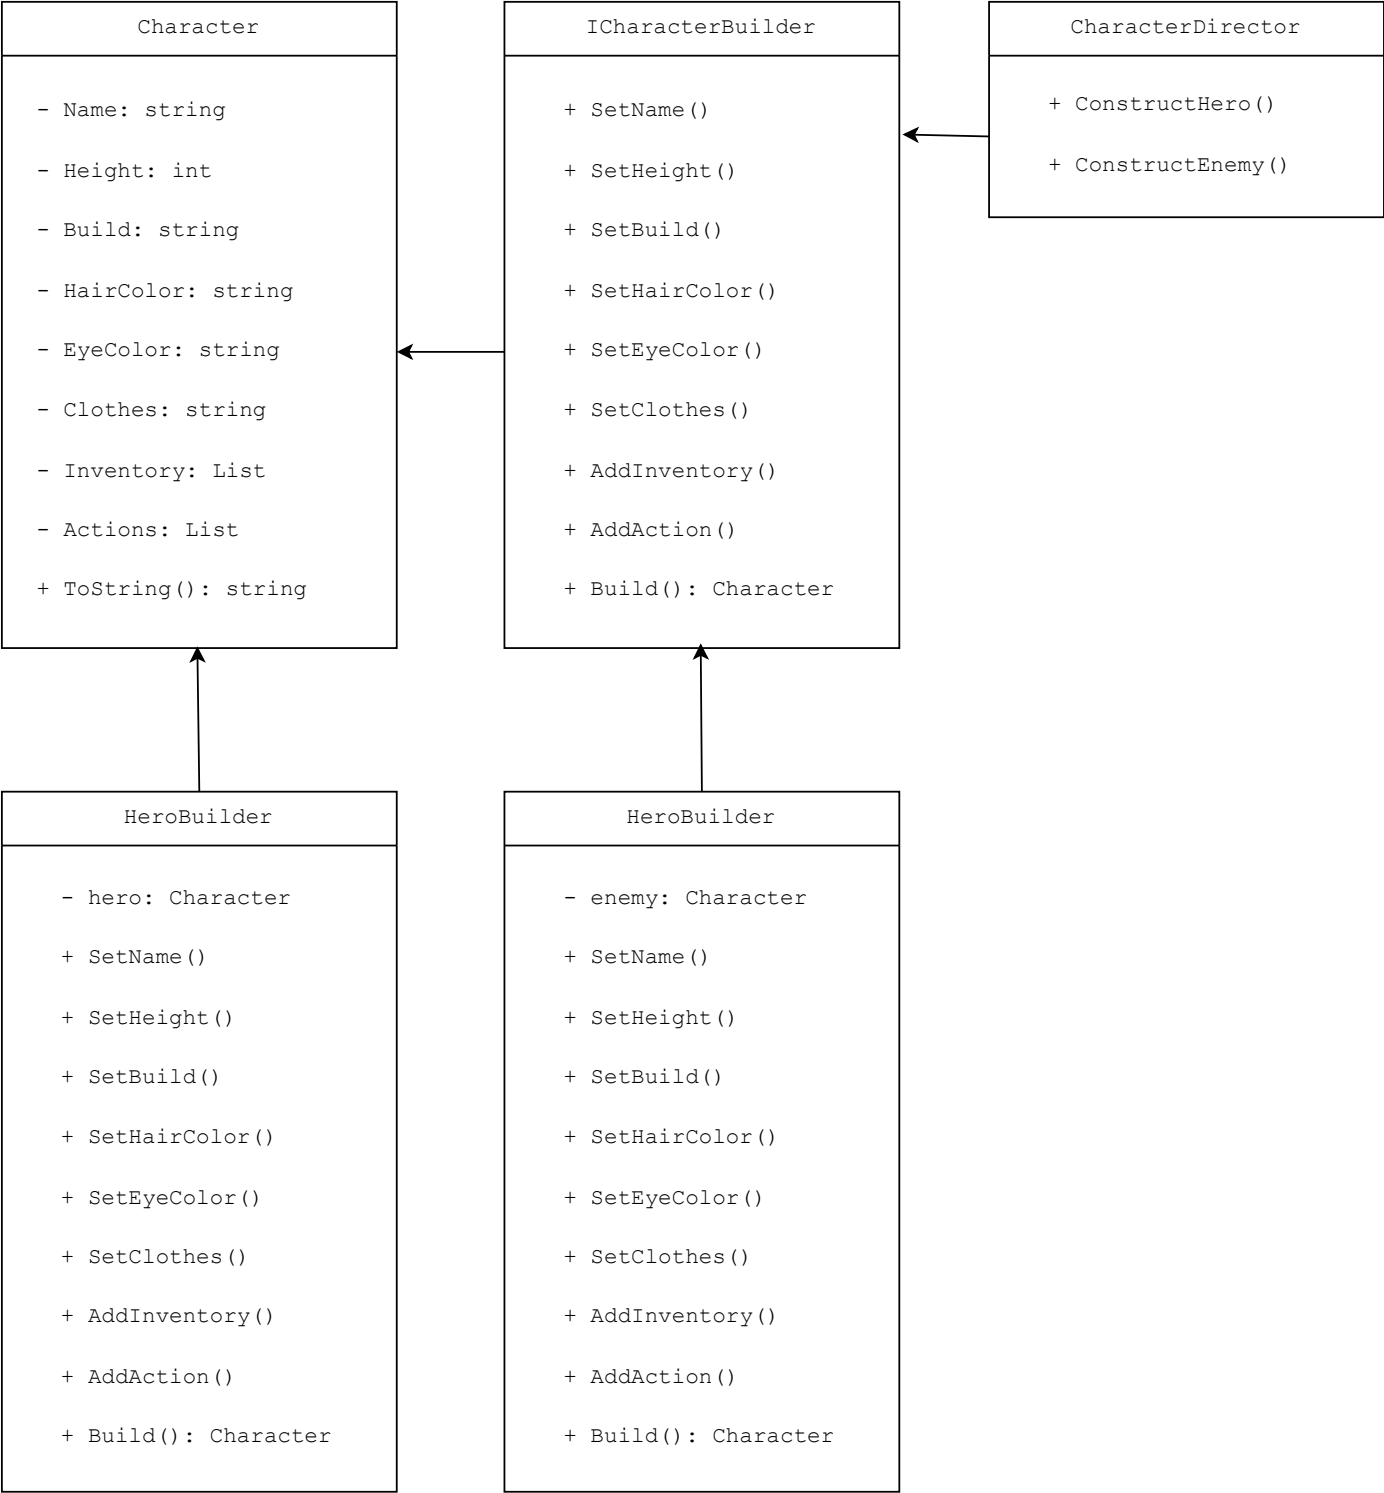 Character
- Name: string
- Height: int
- Build: string
- HairColor: string
- EyeColor: string
- Clothes: string
- Inventory: List
- Actions: List
+ ToString(): string
ICharacterBuilder
+ SetName()
+ SetHeight()
+ SetBuild()
+ SetHairColor()
+ SetEyeColor()
+ SetClothes()
+ AddInventory()
+ AddAction()
+ Build(): Character
CharacterDirector
+ ConstructHero()
+ ConstructEnemy()
HeroBuilder
- hero: Character
+ SetName()
+ SetHeight()
+ SetBuild()
+ SetHairColor()
+ SetEyeColor()
+ SetClothes()
+ AddInventory()
+ AddAction()
+ Build(): Character
HeroBuilder
- enemy: Character
+ SetName()
+ SetHeight()
+ SetBuild()
+ SetHairColor()
+ SetEyeColor()
+ SetClothes()
+ AddInventory()
+ AddAction()
+ Build(): Character